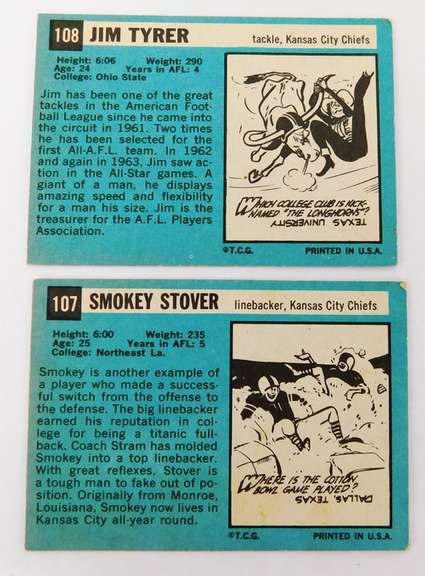 108 JIM TYRER tackle, Kansas City Chiefs
Height: 6:06 Weight: 290
Age: 24 Years in AFL: 4
College: Ohio State
Jim has been one of the great
tackles in the American Foot-
ball League since he came into
the circuit in 1961. Two times
he has been selected for the
first All-A.F.L. team. In 1962
and again in 1963, Jim saw ac-
tion in the All-Star games. A
giant of a man, he displays
amazing speed and flexibility
for a man his size. Jim is the
treasurer for the A.F.L. Players
Association.
WHICH COLLEGE CLUB IS NICK-
NAMED "THE LONGHORNS"?
TEXAS
UNIVERSITY
©T.C.G. PRINTED IN U.S.A.
107 SMOKEY STOVER linebacker, Kansas City Chiefs
Height: 6:00 Weight: 235
Age: 25 Years in AFL: 5
College: Northeast La.
Smokey is another example of
a player who made a success-
ful switch from the offense to
the defense. The big linebacker
earned his reputation in col-
lege for being a titanic full-
back. Coach Stram has molded
Smokey into a top linebacker.
With great reflexes, Stover is
a tough man to fake out of po-
sition. Originally from Monroe,
Louisiana, Smokey now lives in
Kansas City all-year round.
WHERE IS THE COTTON
BOWL GAME PLAYED?
DALLAS, TEXAS
©T.C.G. PRINTED IN U.S.A.